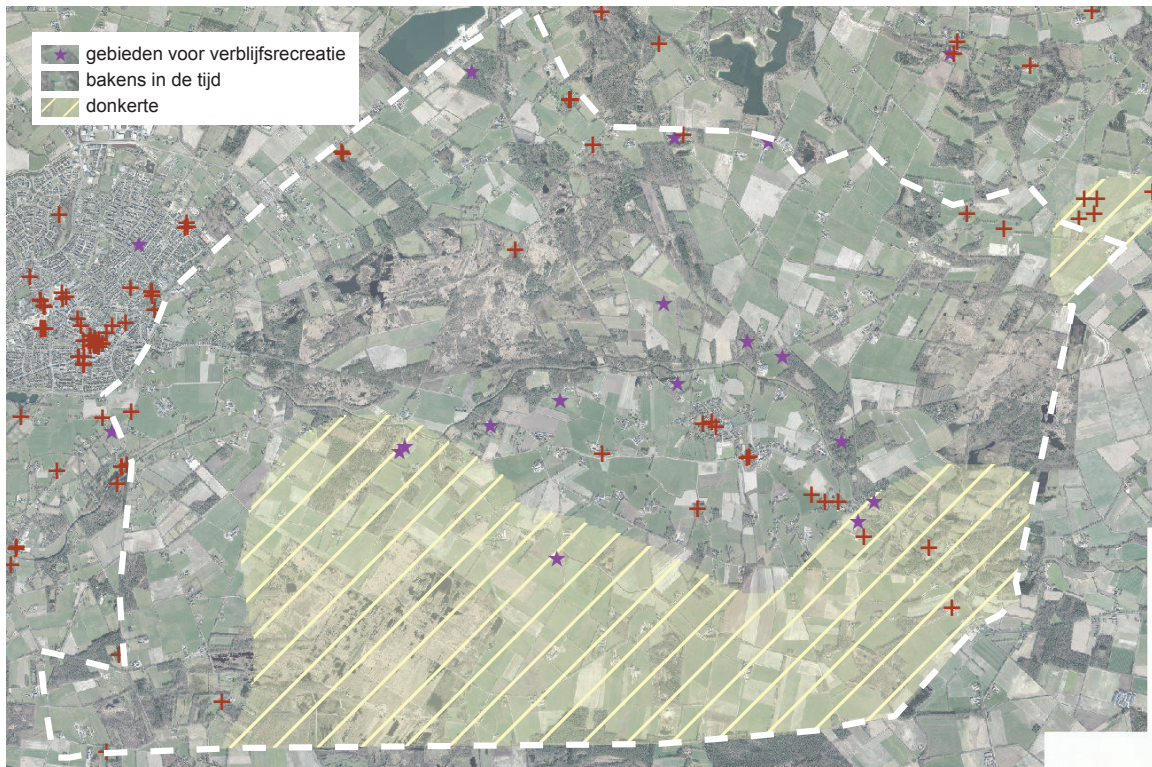 gebieden voor verblijfsrecreatie
bakens in de tijd
donkerte